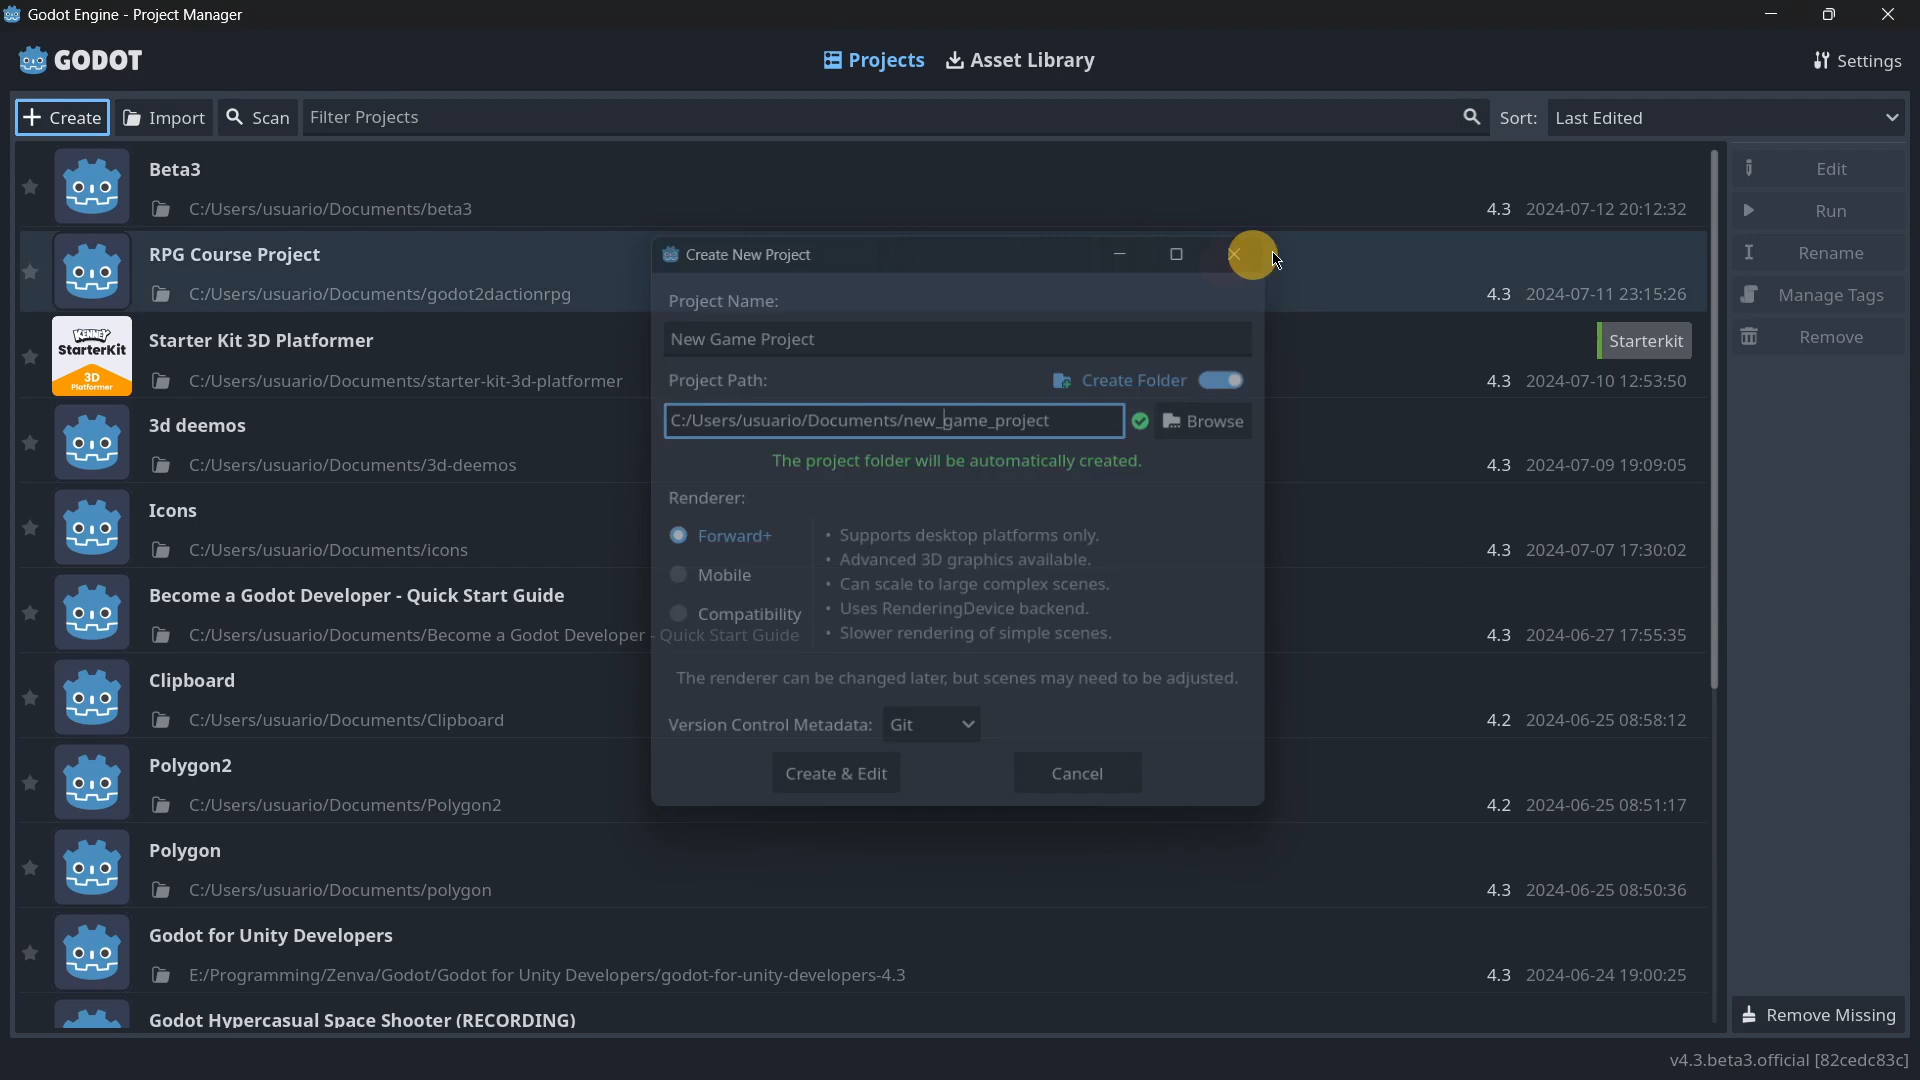 Godot Engine - Project Manager
GODOT
Projects
Asset Library
Settings
Create
Import
Scan
Filter Projects
Sort:
Last Edited
Beta3
C:/Users/usuario/Documents/beta3
4.3 2024-07-12 20:12:32
RPG Course Project
C:/Users/usuario/Documents/godot2dactionrpg
4.3 2024-07-11 23:15:26
KENNEY
StarterKit
3D
Platformer
Starter Kit 3D Platformer
Starterkit
C:/Users/usuario/Documents/starter-kit-3d-platformer
4.3 2024-07-10 12:53:50
3d deemos
C:/Users/usuario/Documents/3d-deemos
4.3 2024-07-09 19:09:05
Icons
C:/Users/usuario/Documents/icons
4.3 2024-07-07 17:30:02
Become a Godot Developer - Quick Start Guide
C:/Users/usuario/Documents/Become a Godot Developer - Quick Start Guide
4.3 2024-06-27 17:55:35
Clipboard
C:/Users/usuario/Documents/Clipboard
4.2 2024-06-25 08:58:12
Polygon2
C:/Users/usuario/Documents/Polygon2
4.2 2024-06-25 08:51:17
Polygon
C:/Users/usuario/Documents/polygon
4.3 2024-06-25 08:50:36
Godot for Unity Developers
E:/Programming/Zenva/Godot/Godot for Unity Developers/godot-for-unity-developers-4.3
4.3 2024-06-24 19:00:25
Godot Hypercasual Space Shooter (RECORDING)
Create New Project
Project Name:
New Game Project
Project Path:
Create Folder
C:/Users/usuario/Documents/new_game_project
Browse
The project folder will be automatically created.
Renderer:
Forward+
Mobile
Compatibility
• Supports desktop platforms only.
• Advanced 3D graphics available.
• Can scale to large complex scenes.
• Uses RenderingDevice backend.
• Slower rendering of simple scenes.
The renderer can be changed later, but scenes may need to be adjusted.
Version Control Metadata:
Git
Create & Edit
Cancel
Edit
Run
Rename
Manage Tags
Remove
Remove Missing
v4.3.beta3.official [82cedc83c]